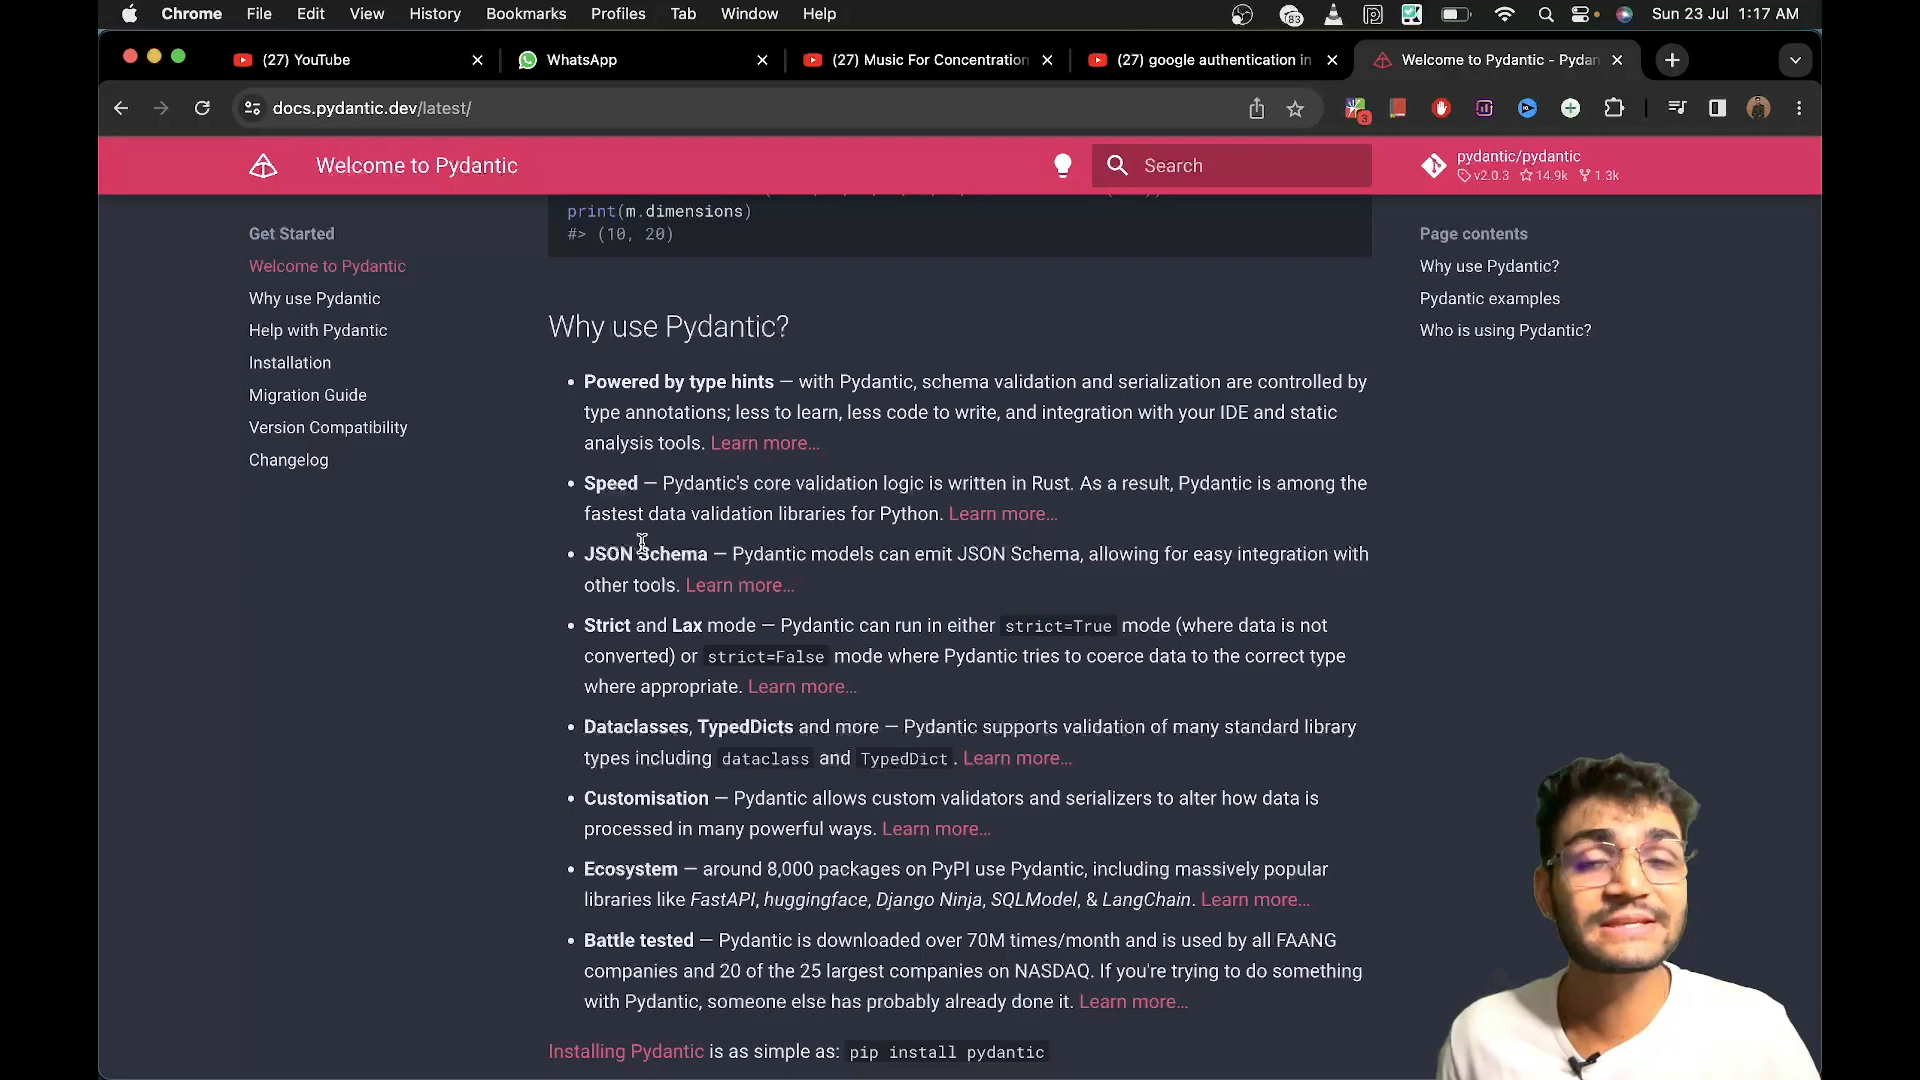 Chrome File Edit View History Bookmarks Profiles Tab Window Help 83 Sun 23 Jul 1:17 AM
(27) YouTube WhatsApp (27) Music For Concentration (27) google authentication in Welcome to Pydantic - Pydan
docs.pydantic.dev/latest/ 3
Welcome to Pydantic Search pydantic/pydantic
v2.0.3 14.9k 1.3k
Get Started
Welcome to Pydantic
Why use Pydantic
Help with Pydantic
Installation
Migration Guide
Version Compatibility
Changelog
print(m.dimensions)
#> (10, 20)
Why use Pydantic?
• Powered by type hints — with Pydantic, schema validation and serialization are controlled by
type annotations; less to learn, less code to write, and integration with your IDE and static
analysis tools. Learn more…
• Speed — Pydantic's core validation logic is written in Rust. As a result, Pydantic is among the
fastest data validation libraries for Python. Learn more…
• JSON Schema — Pydantic models can emit JSON Schema, allowing for easy integration with
other tools. Learn more…
• Strict and Lax mode — Pydantic can run in either strict=True mode (where data is not
converted) or strict=False mode where Pydantic tries to coerce data to the correct type
where appropriate. Learn more…
• Dataclasses, TypedDicts and more — Pydantic supports validation of many standard library
types including dataclass and TypedDict. Learn more…
• Customisation — Pydantic allows custom validators and serializers to alter how data is
processed in many powerful ways. Learn more…
• Ecosystem — around 8,000 packages on PyPI use Pydantic, including massively popular
libraries like FastAPI, huggingface, Django Ninja, SQLModel, & LangChain. Learn more…
• Battle tested — Pydantic is downloaded over 70M times/month and is used by all FAANG
companies and 20 of the 25 largest companies on NASDAQ. If you're trying to do something
with Pydantic, someone else has probably already done it. Learn more…
Installing Pydantic is as simple as: pip install pydantic
Page contents
Why use Pydantic?
Pydantic examples
Who is using Pydantic?